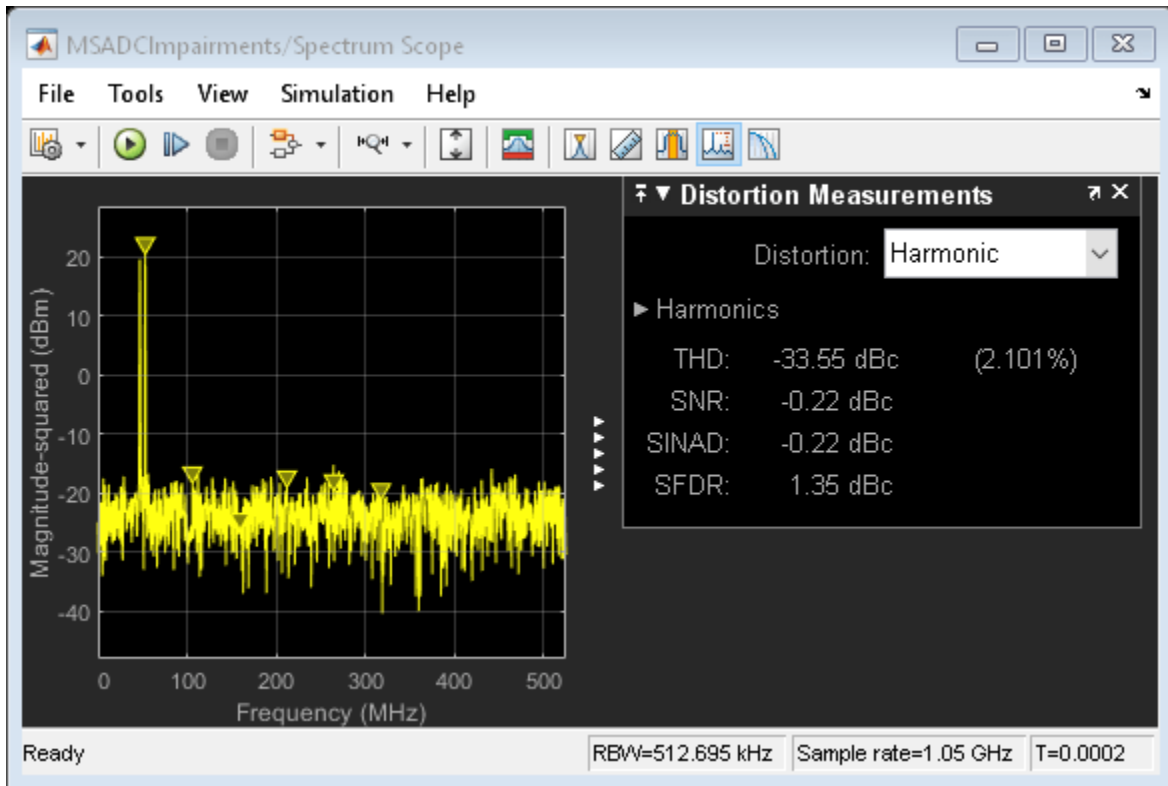 MSADCImpairments/Spectrum Scope
File Tools View Simulation Help
Distortion Measurements
Distortion: Harmonic
Harmonics
THD: -33.55 dBc (2.101%)
SNR: -0.22 dBc
SINAD: -0.22 dBc
SFDR: 1.35 dBc
Magnitude-squared (dBm)
20
10
0
-10
-20
-30
-40
0 100 200 300 400 500
Frequency (MHz)
Ready RBW=512.695 kHz Sample rate=1.05 GHz T=0.0002